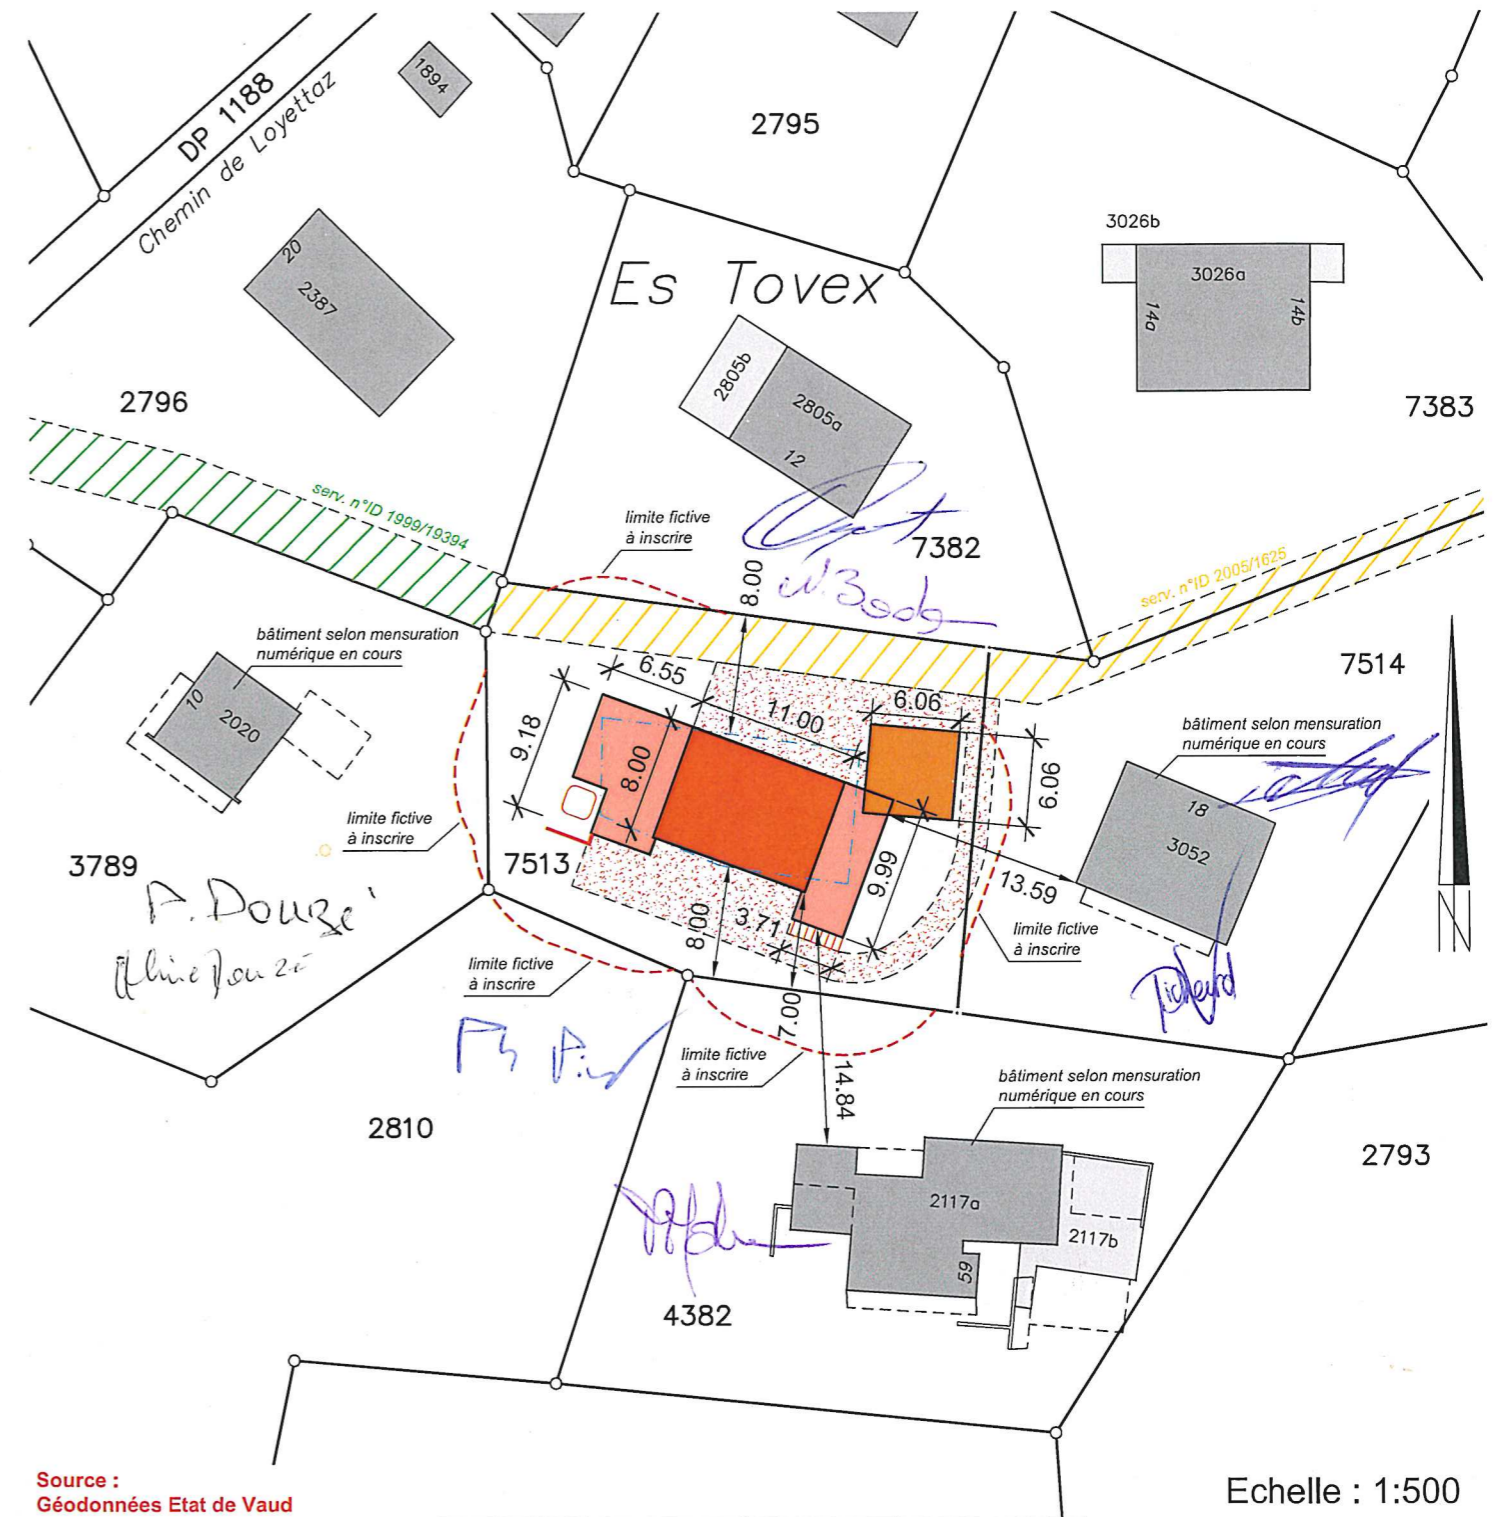 1894
DP 1188
Chemin de Loyettaz
2795
3026b
3026a
14a
14b
20
2387
Es Tovex
2805b
2805a
12
2796
7383
serv. n°ID 1999/19394
limite fictive
à inscrire
7382
serv. n°ID 2005/1625
8.00
bâtiment selon mensuration
numérique en cours
10
2020
6.55
11.00
6.06
7514
9.18
8.00
6.06
bâtiment selon mensuration
numérique en cours
18
3052
limite fictive
à inscrire
3789
7513
9.99
13.59
P. Douzé
8.00
3.71
limite fictive
à inscrire
limite fictive
à inscrire
N
7.00
limite fictive
à inscrire
14.84
bâtiment selon mensuration
numérique en cours
2810
2793
2117a
2117b
59
4382
Source :
Géodonnées Etat de Vaud
Echelle : 1:500